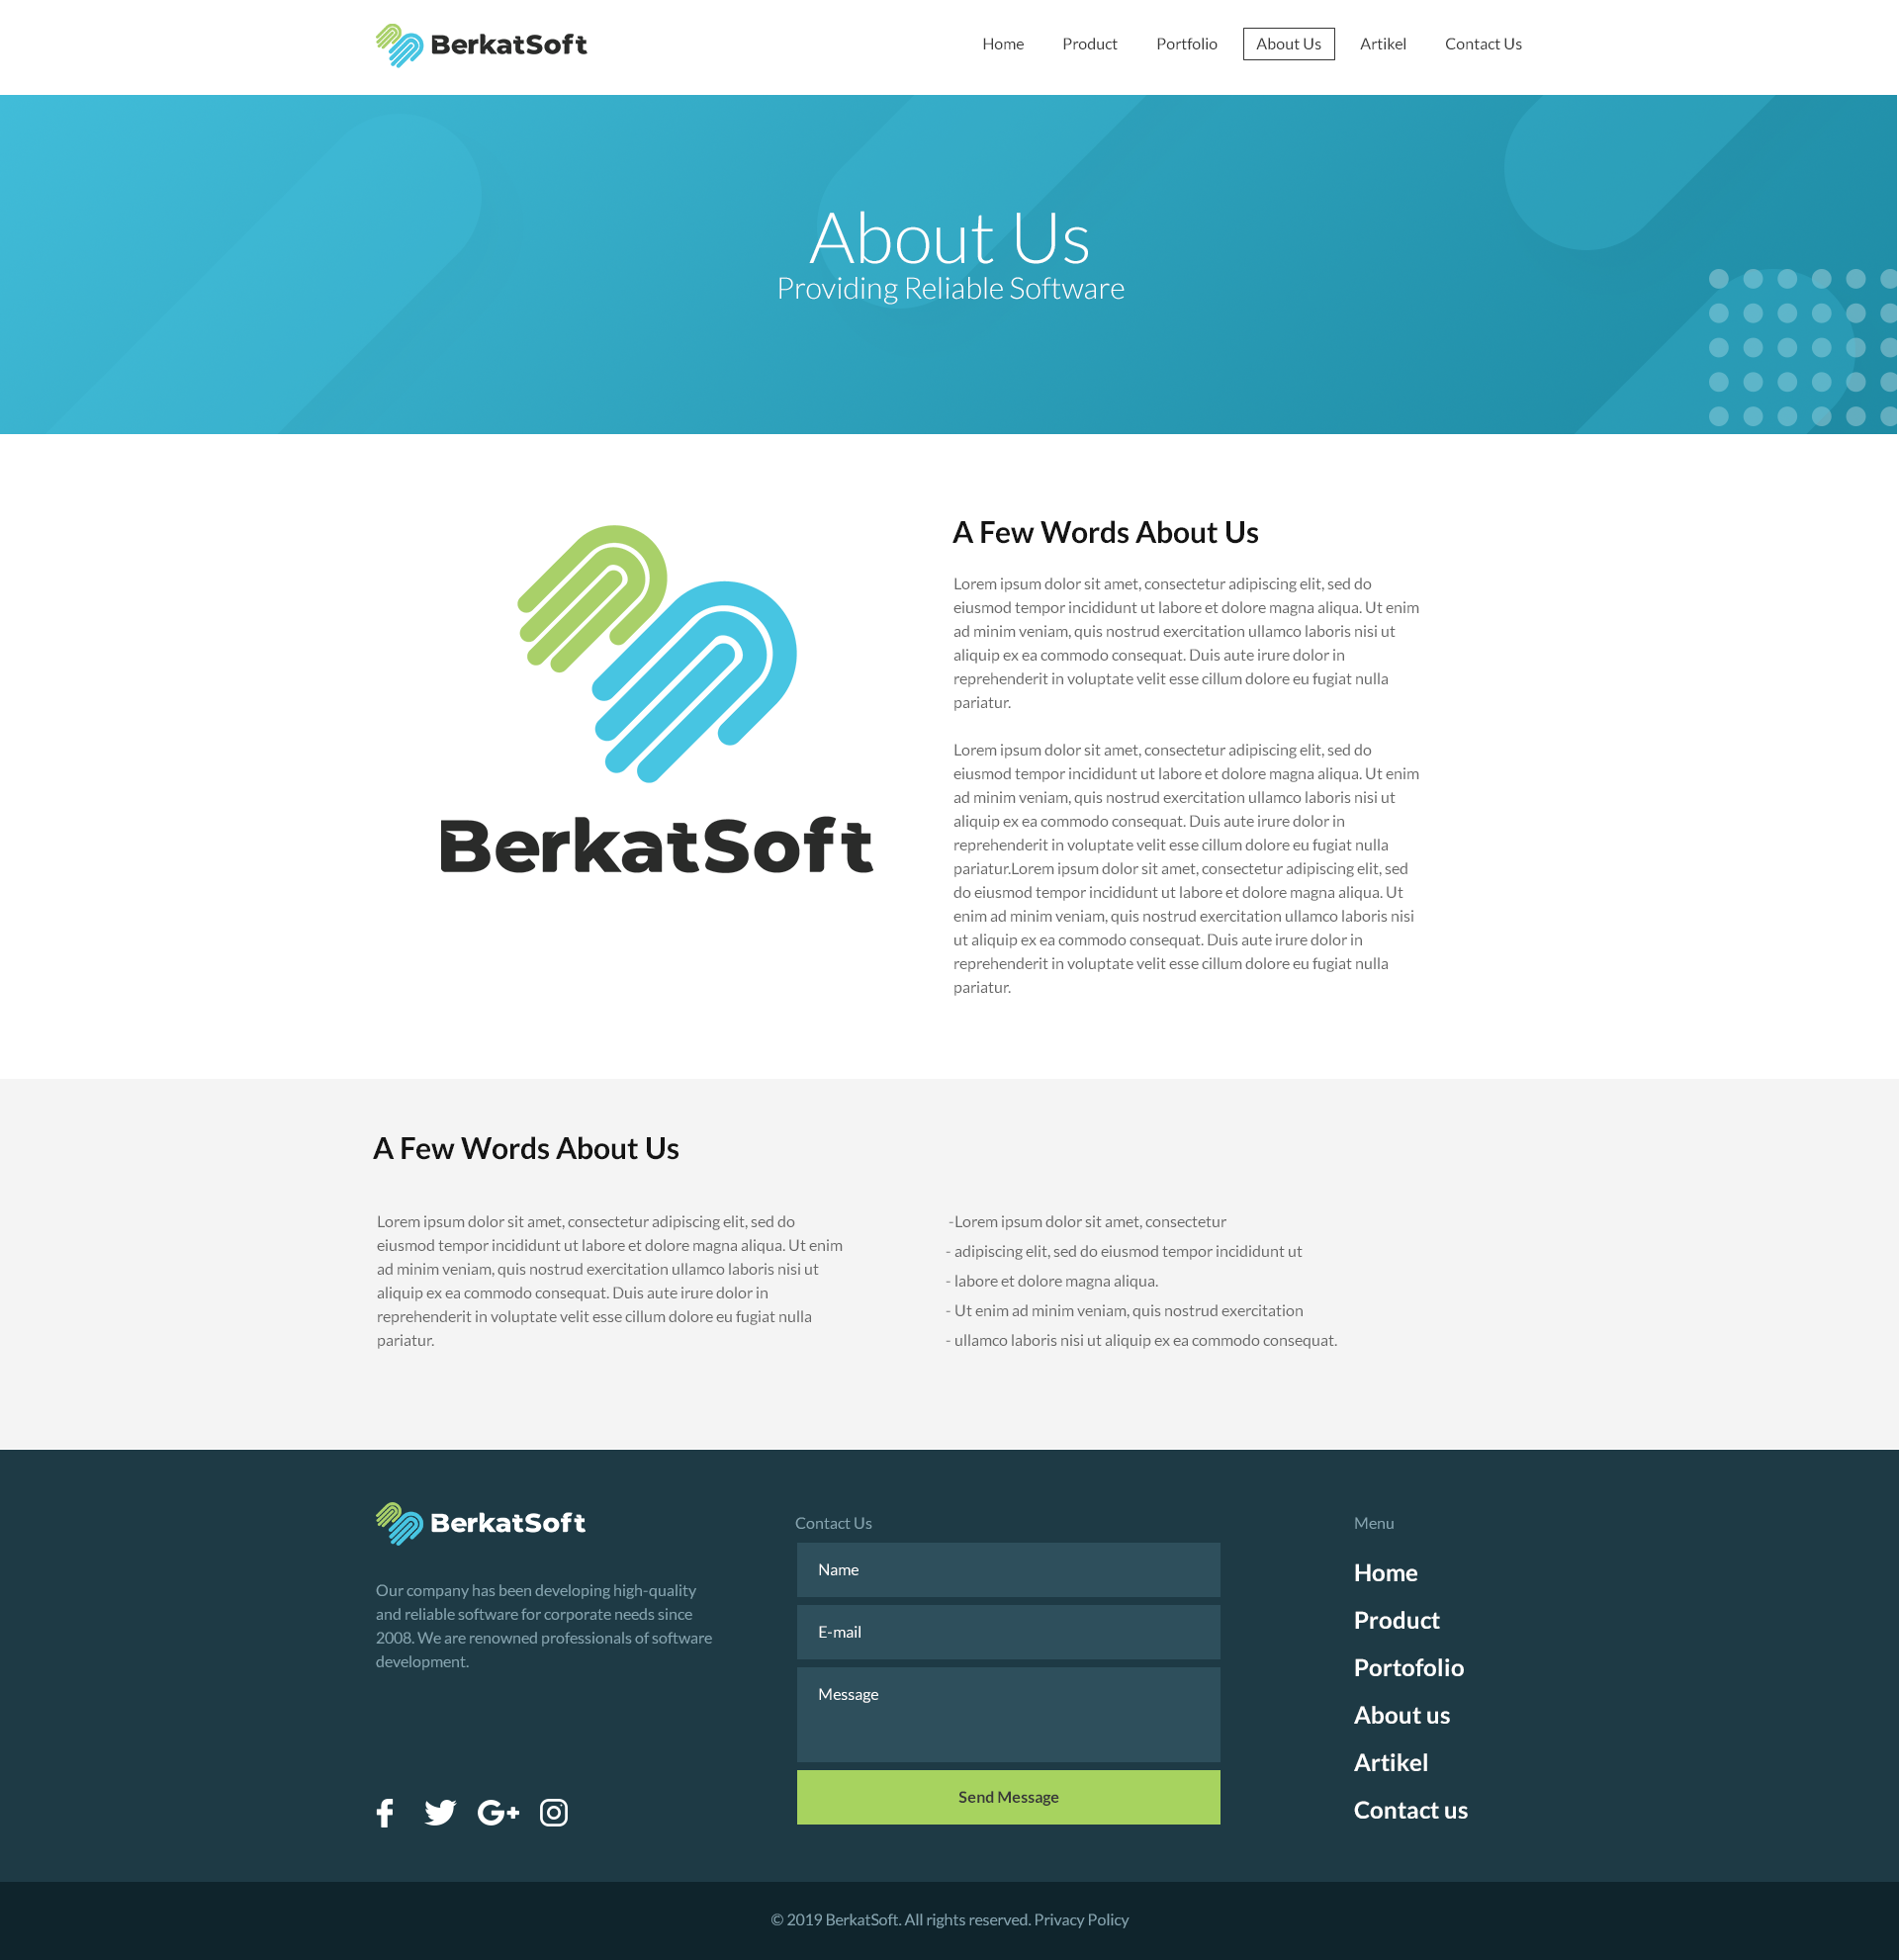 BerkatSoft
Home Product Portfolio About Us Artikel Contact Us
About Us
Providing Reliable Software
BerkatSoft
A Few Words About Us
Lorem ipsum dolor sit amet, consectetur adipiscing elit, sed do
eiusmod tempor incididunt ut labore et dolore magna aliqua. Ut enim
ad minim veniam, quis nostrud exercitation ullamco laboris nisi ut
aliquip ex ea commodo consequat. Duis aute irure dolor in
reprehenderit in voluptate velit esse cillum dolore eu fugiat nulla
pariatur.
Lorem ipsum dolor sit amet, consectetur adipiscing elit, sed do
eiusmod tempor incididunt ut labore et dolore magna aliqua. Ut enim
ad minim veniam, quis nostrud exercitation ullamco laboris nisi ut
aliquip ex ea commodo consequat. Duis aute irure dolor in
reprehenderit in voluptate velit esse cillum dolore eu fugiat nulla
pariatur.Lorem ipsum dolor sit amet, consectetur adipiscing elit, sed
do eiusmod tempor incididunt ut labore et dolore magna aliqua. Ut
enim ad minim veniam, quis nostrud exercitation ullamco laboris nisi
ut aliquip ex ea commodo consequat. Duis aute irure dolor in
reprehenderit in voluptate velit esse cillum dolore eu fugiat nulla
pariatur.
A Few Words About Us
Lorem ipsum dolor sit amet, consectetur adipiscing elit, sed do
eiusmod tempor incididunt ut labore et dolore magna aliqua. Ut enim
ad minim veniam, quis nostrud exercitation ullamco laboris nisi ut
aliquip ex ea commodo consequat. Duis aute irure dolor in
reprehenderit in voluptate velit esse cillum dolore eu fugiat nulla
pariatur.
-Lorem ipsum dolor sit amet, consectetur
- adipiscing elit, sed do eiusmod tempor incididunt ut
- labore et dolore magna aliqua.
- Ut enim ad minim veniam, quis nostrud exercitation
- ullamco laboris nisi ut aliquip ex ea commodo consequat.
BerkatSoft
Our company has been developing high-quality
and reliable software for corporate needs since
2008. We are renowned professionals of software
development.
Contact Us
Name
E-mail
Message
Send Message
Menu
Home
Product
Portofolio
About us
Artikel
Contact us
© 2019 BerkatSoft. All rights reserved. Privacy Policy